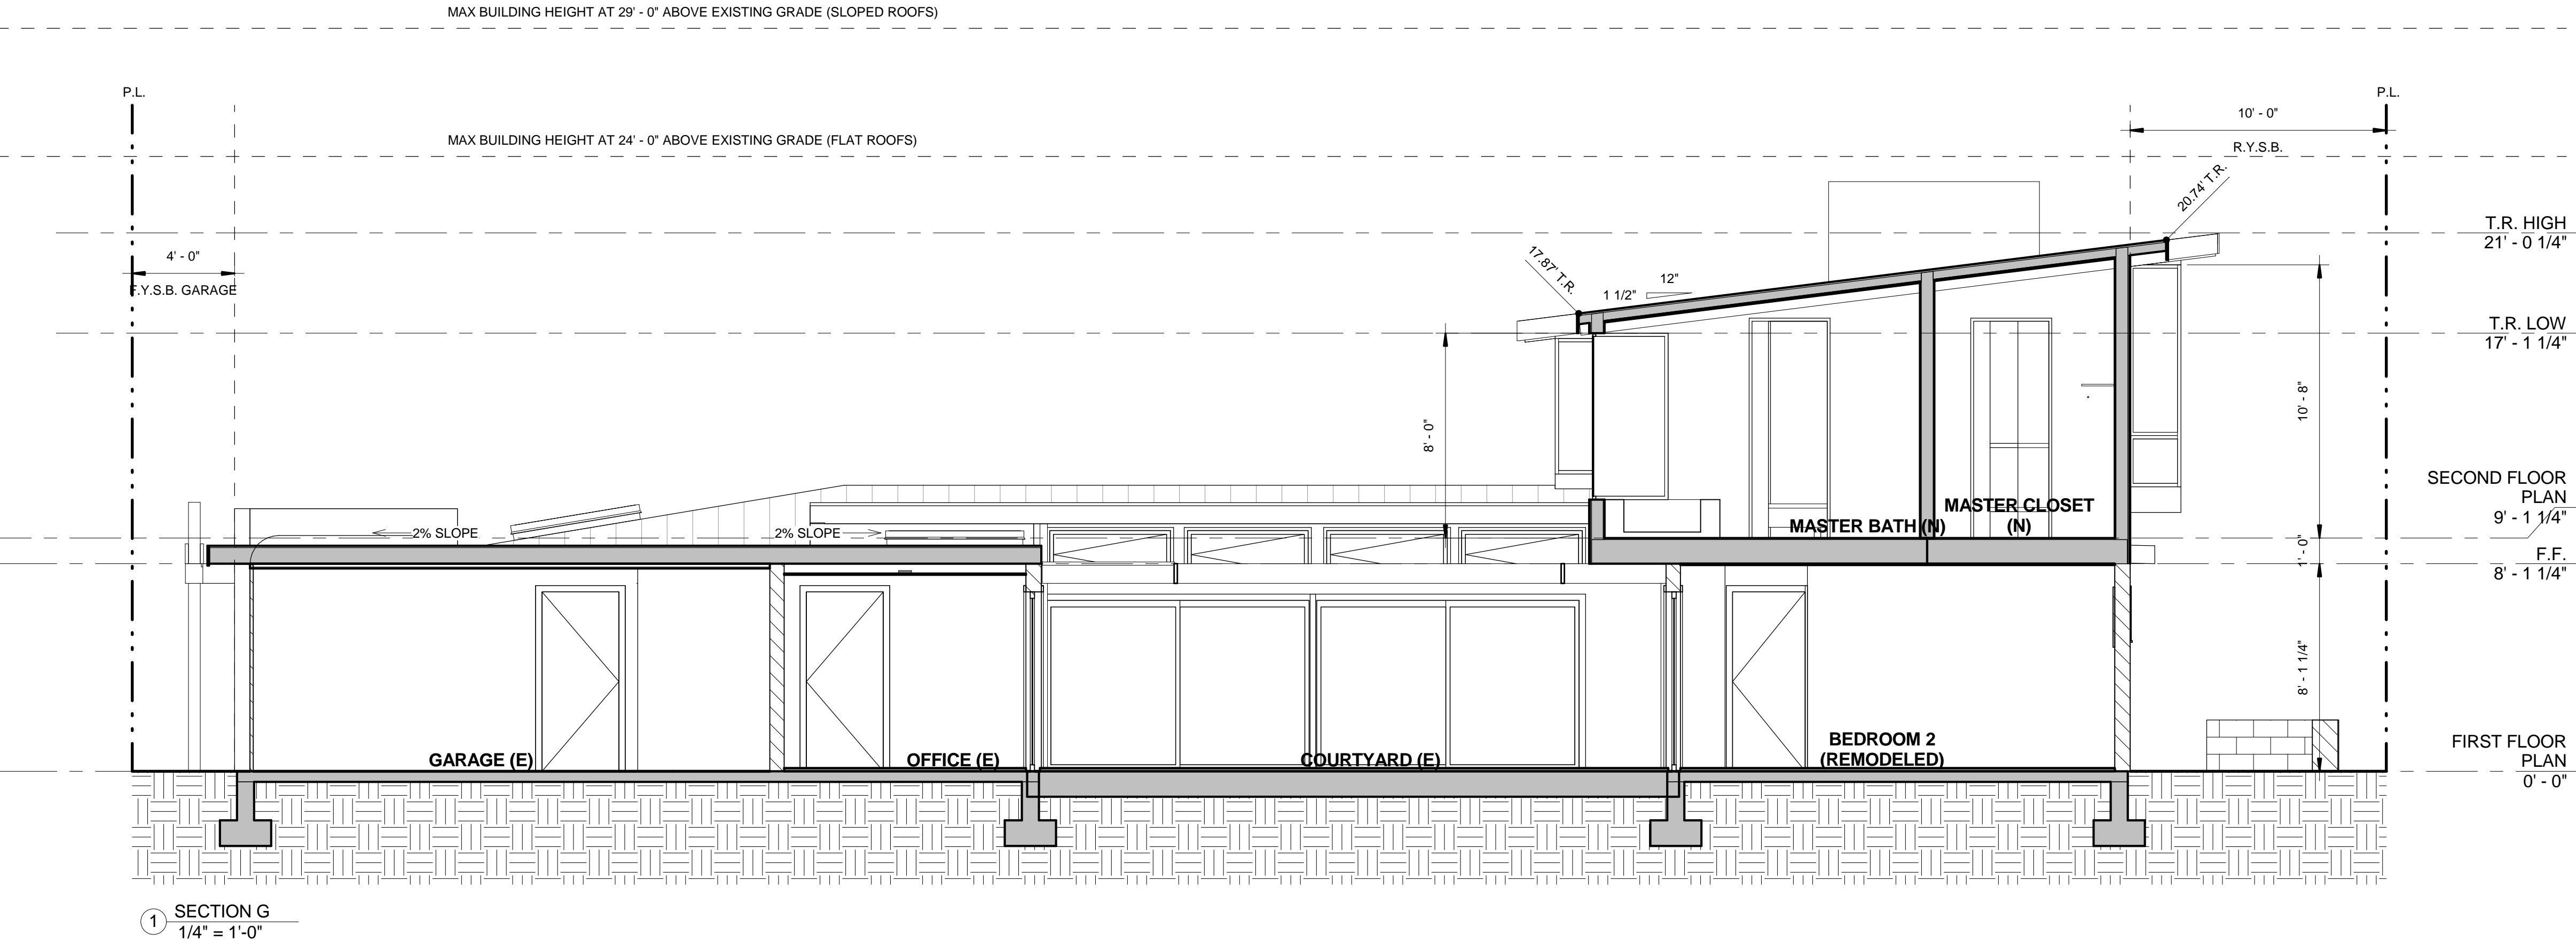 MAX BUILDING HEIGHT AT 29' - 0" ABOVE EXISTING GRADE (SLOPED ROOFS)
P.L.
P.L.
10' - 0"
MAX BUILDING HEIGHT AT 24' - 0" ABOVE EXISTING GRADE (FLAT ROOFS)
R.Y.S.B.
20.74' T.R.
T.R. HIGH
21' - 0 1/4"
4' - 0"
F.Y.S.B. GARAGE
17.87' T.R.
12"
1 1/2"
T.R. LOW
17' - 1 1/4"
10' - 8"
8' - 0"
SECOND FLOOR
PLAN
9' - 1 1/4"
MASTER CLOSET
(N)
MASTER BATH (N)
2% SLOPE
2% SLOPE
1' - 0"
F.F.
8' - 1 1/4"
8' - 1 1/4"
BEDROOM 2
(REMODELED)
GARAGE (E)
OFFICE (E)
COURTYARD (E)
FIRST FLOOR
PLAN
0' - 0"
1
SECTION G
1/4" = 1'-0"